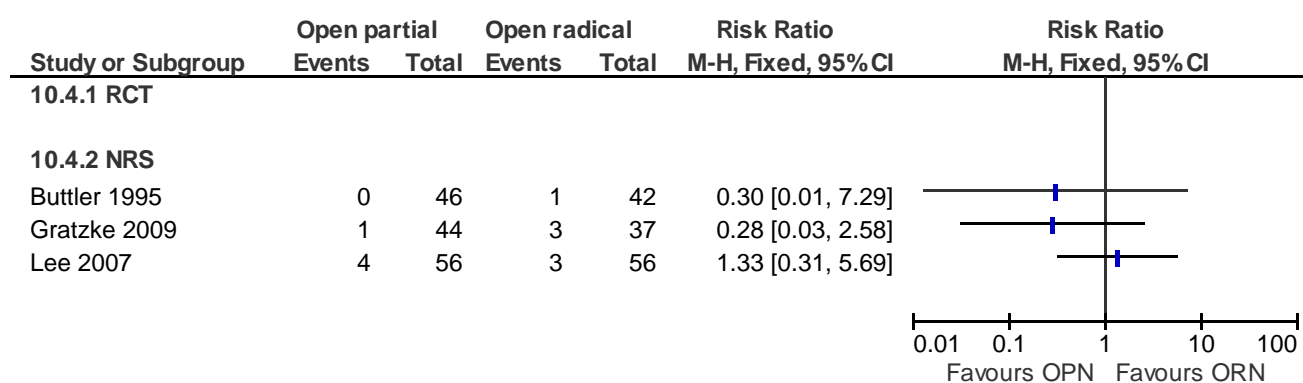 Open partial Open radical Risk Ratio Risk Ratio
Study or Subgroup Events Total Events Total M-H, Fixed, 95% CI M-H, Fixed, 95% CI
10.4.1 RCT
10.4.2 NRS
Buttler 1995 0 46 1 42 0.30 [0.01, 7.29]
Gratzke 2009 1 44 3 37 0.28 [0.03, 2.58]
Lee 2007 4 56 3 56 1.33 [0.31, 5.69]
0.01 0.1 1 10 100
Favours OPN Favours ORN